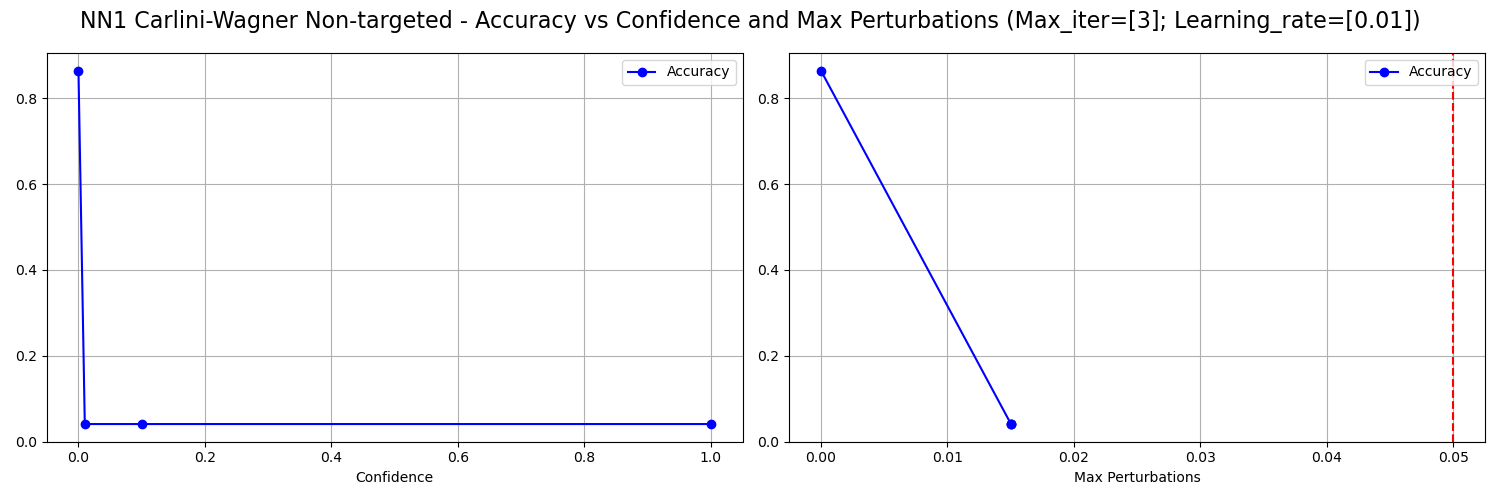 NN1 Carlini-Wagner Non-targeted - Accuracy vs Confidence and Max Perturbations (Max_iter=[3]; Learning_rate=[0.01])
Accuracy
0.8
0.6
0.4
0.2
0.0
0.0 0.2 0.4 0.6 0.8 1.0
Confidence
Accuracy
0.8
0.6
0.4
0.2
0.0
0.00 0.01 0.02 0.03 0.04 0.05
Max Perturbations